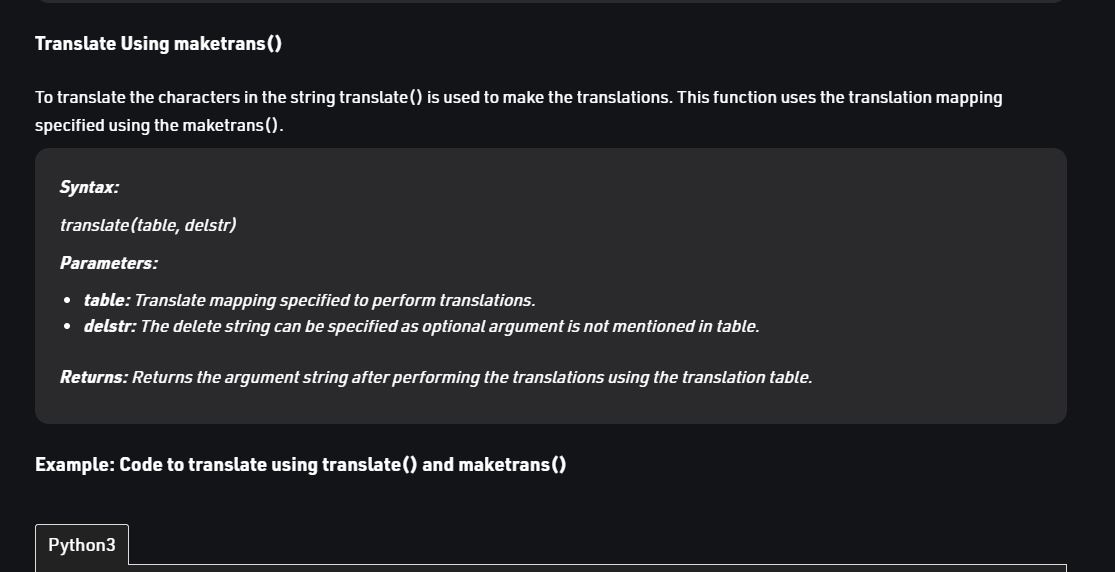 Translate Using maketrans()
To translate the characters in the string translate() is used to make the translations. This function uses the translation mapping
specified using the maketrans().
Syntax:
translate(table, delstr)
Parameters:
• table: Translate mapping specified to perform translations.
• delstr: The delete string can be specified as optional argument is not mentioned in table.
Returns: Returns the argument string after performing the translations using the translation table.
Example: Code to translate using translate() and maketrans()
Python3